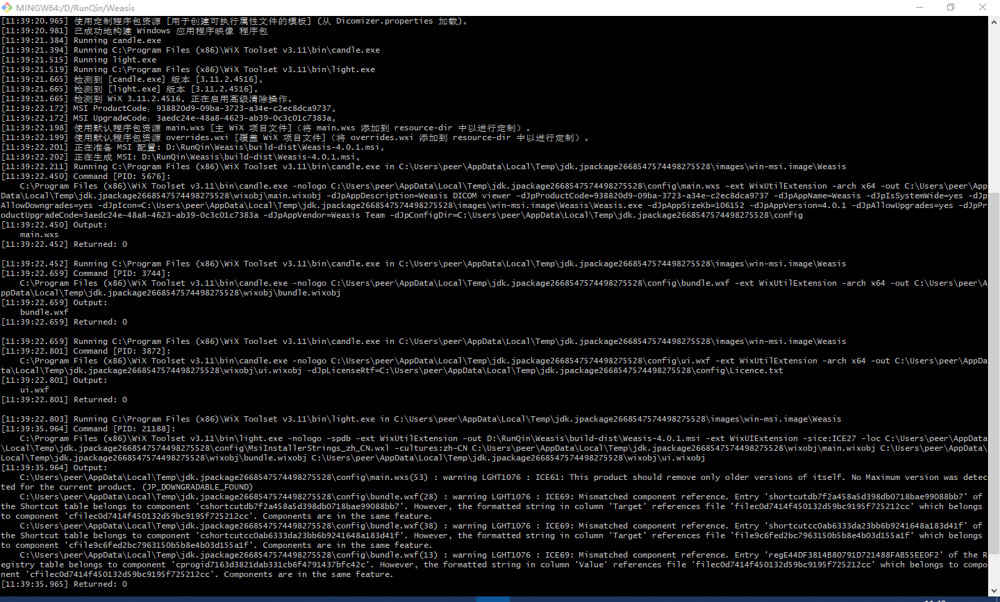 MINGW64:/D/RunQin/Weasis
[11:39:20.965] 使用定制程序包资源 [用于创建可执行属性文件的模板] (从 Dicomizer.properties 加载)。
[11:39:20.981] 已成功地构建 Windows 应用程序映像 程序包
[11:39:21.384] Running candle.exe
[11:39:21.394] Running C:\Program Files (x86)\WiX Toolset v3.11\bin\candle.exe
[11:39:21.515] Running light.exe
[11:39:21.519] Running C:\Program Files (x86)\WiX Toolset v3.11\bin\light.exe
[11:39:21.665] 检测到 [candle.exe] 版本 [3.11.2.4516]。
[11:39:21.665] 检测到 [light.exe] 版本 [3.11.2.4516]。
[11:39:21.665] 检测到 WiX 3.11.2.4516。正在启用高级清除操作。
[11:39:22.172] MSI ProductCode: 938820d9-09ba-3723-a34e-c2ec8dca9737。
[11:39:22.172] MSI UpgradeCode: 3aedc24e-48a8-4623-ab39-0c3c01c7383a。
[11:39:22.198] 使用默认程序包资源 main.wxs [主 WiX 项目文件] (将 main.wxs 添加到 resource-dir 中以进行定制) 。
[11:39:22.199] 使用默认程序包资源 overrides.wxi [覆盖 WiX 项目文件] (将 overrides.wxi 添加到 resource-dir 中以进行定制) 。
[11:39:22.201] 正在准备 MSI 配置: D:\RunQin\Weasis\build-dist\Weasis-4.0.1.msi。
[11:39:22.202] 正在生成 MSI: D:\RunQin\Weasis\build-dist\Weasis-4.0.1.msi。
[11:39:22.211] Running C:\Program Files (x86)\WiX Toolset v3.11\bin\candle.exe in C:\Users\peer\AppData\Local\Temp\jdk.jpackage2668547574498275528\images\win-msi.image\Weasis
[11:39:22.450] Command [PID: 5676]:
C:\Program Files (x86)\WiX Toolset v3.11\bin\candle.exe -nologo C:\Users\peer\AppData\Local\Temp\jdk.jpackage2668547574498275528\config\main.wxs -ext WixUtilExtension -arch x64 -out C:\Users\peer\App
Data\Local\Temp\jdk.jpackage2668547574498275528\wixobj\main.wixobj -dJpAppDescription=Weasis DICOM viewer -dJpProductCode=938820d9-09ba-3723-a34e-c2ec8dca9737 -dJpAppName=Weasis -dJpIsSystemWide=yes -dJp
AllowDowngrades=yes -dJpIcon=C:\Users\peer\AppData\Local\Temp\jdk.jpackage2668547574498275528\images\win-msi.image\Weasis\Weasis.exe -dJpAppSizeKb=106152 -dJpAppVersion=4.0.1 -dJpAllowUpgrades=yes -dJpPr
oductUpgradeCode=3aedc24e-48a8-4623-ab39-0c3c01c7383a -dJpAppVendor=Weasis Team -dJpConfigDir=C:\Users\peer\AppData\Local\Temp\jdk.jpackage2668547574498275528\config
[11:39:22.450] Output:
main.wxs
[11:39:22.452] Returned: 0
[11:39:22.452] Running C:\Program Files (x86)\WiX Toolset v3.11\bin\candle.exe in C:\Users\peer\AppData\Local\Temp\jdk.jpackage2668547574498275528\images\win-msi.image\Weasis
[11:39:22.659] Command [PID: 3744]:
C:\Program Files (x86)\WiX Toolset v3.11\bin\candle.exe -nologo C:\Users\peer\AppData\Local\Temp\jdk.jpackage2668547574498275528\config\bundle.wxf -ext WixUtilExtension -arch x64 -out C:\Users\peer\A
ppData\Local\Temp\jdk.jpackage2668547574498275528\wixobj\bundle.wixobj
[11:39:22.659] Output:
bundle.wxf
[11:39:22.659] Returned: 0
[11:39:22.659] Running C:\Program Files (x86)\WiX Toolset v3.11\bin\candle.exe in C:\Users\peer\AppData\Local\Temp\jdk.jpackage2668547574498275528\images\win-msi.image\Weasis
[11:39:22.801] Command [PID: 3872]:
C:\Program Files (x86)\WiX Toolset v3.11\bin\candle.exe -nologo C:\Users\peer\AppData\Local\Temp\jdk.jpackage2668547574498275528\config\ui.wxf -ext WixUtilExtension -arch x64 -out C:\Users\peer\AppDa
ta\Local\Temp\jdk.jpackage2668547574498275528\wixobj\ui.wixobj -dJpLicenseRtf=C:\Users\peer\AppData\Local\Temp\jdk.jpackage2668547574498275528\config\Licence.txt
[11:39:22.801] Output:
ui.wxf
[11:39:22.801] Returned: 0
[11:39:22.803] Running C:\Program Files (x86)\WiX Toolset v3.11\bin\light.exe in C:\Users\peer\AppData\Local\Temp\jdk.jpackage2668547574498275528\images\win-msi.image\Weasis
[11:39:35.964] Command [PID: 21188]:
C:\Program Files (x86)\WiX Toolset v3.11\bin\light.exe -nologo -spdb -ext WixUtilExtension -out D:\RunQin\Weasis\build-dist\Weasis-4.0.1.msi -ext WixUIExtension -sice:ICE27 -loc C:\Users\peer\AppData
\Local\Temp\jdk.jpackage2668547574498275528\config\MsiInstallerStrings_zh_CN.wxl -cultures:zh-CN C:\Users\peer\AppData\Local\Temp\jdk.jpackage2668547574498275528\wixobj\main.wixobj C:\Users\peer\AppData\
Local\Temp\jdk.jpackage2668547574498275528\wixobj\bundle.wixobj C:\Users\peer\AppData\Local\Temp\jdk.jpackage2668547574498275528\wixobj\ui.wixobj
[11:39:35.964] Output:
C:\Users\peer\AppData\Local\Temp\jdk.jpackage2668547574498275528\config\main.wxs(53) : warning LGHT1076 : ICE61: This product should remove only older versions of itself. No Maximum version was detec
ted for the current product. (JP_DOWNGRADABLE_FOUND)
C:\Users\peer\AppData\Local\Temp\jdk.jpackage2668547574498275528\config\bundle.wxf(28) : warning LGHT1076 : ICE69: Mismatched component reference. Entry 'shortcutdb7f2a458a5d398db0718bae99088bb7' of
the Shortcut table belongs to component 'cshortcutdb7f2a458a5d398db0718bae99088bb7'. However, the formatted string in column 'Target' references file 'filec0d7414f450132d59bc9195f725212cc' which belongs
to component 'cfilec0d7414f450132d59bc9195f725212cc'. Components are in the same feature.
C:\Users\peer\AppData\Local\Temp\jdk.jpackage2668547574498275528\config\bundle.wxf(38) : warning LGHT1076 : ICE69: Mismatched component reference. Entry 'shortcutcc0ab6333da23bb6b9241648a183d41f' of
the Shortcut table belongs to component 'cshortcutcc0ab6333da23bb6b9241648a183d41f'. However, the formatted string in column 'Target' references file 'file9c6fed2bc7963150b5b8e4b03d155a1f' which belongs
to component 'cfile9c6fed2bc7963150b5b8e4b03d155a1f'. Components are in the same feature.
C:\Users\peer\AppData\Local\Temp\jdk.jpackage2668547574498275528\config\bundle.wxf(13) : warning LGHT1076 : ICE69: Mismatched component reference. Entry 'regE44DF3814B80791D721488FAB55EE0F2' of the R
egistry table belongs to component 'cprogid7163d3821dab331cb6f4791437bfc42c'. However, the formatted string in column 'Value' references file 'filec0d7414f450132d59bc9195f725212cc' which belongs to compo
nent 'cfilec0d7414f450132d59bc9195f725212cc'. Components are in the same feature.
[11:39:35.965] Returned: 0